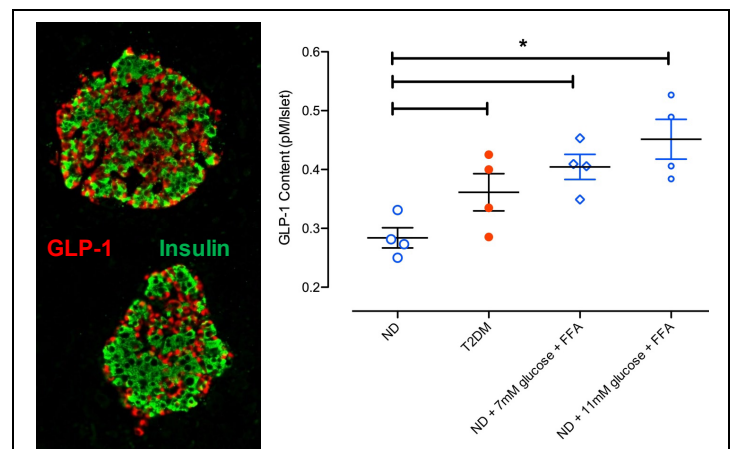 GLP-1 Insulin
GLP-1 Content (pM/Islet)
0.6
0.5
0.4
0.3
0.2
*
ND
T2DM
ND + 7mM glucose + FFA
ND + 11mM glucose + FFA